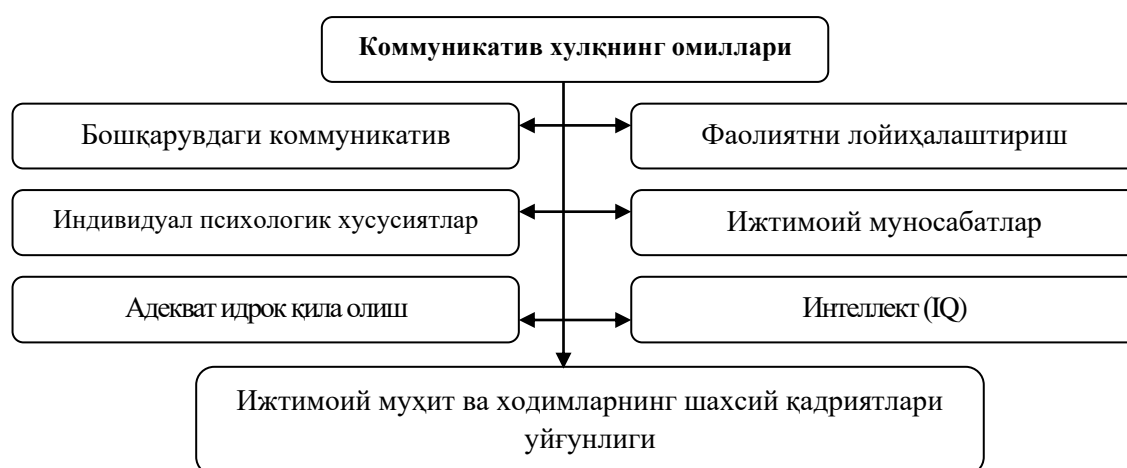 Коммуникатив хулқнинг омиллари
Бошқарувдаги коммуникатив
Фаолиятни лойиҳалаштириш
Индивидуал психологик хусусиятлар
Ижтимоий муносабатлар
Адекват идрок қила олиш
Интеллект (IQ)
Ижтимоий муҳит ва ходимларнинг шахсий қадриятлари
уйғунлиги